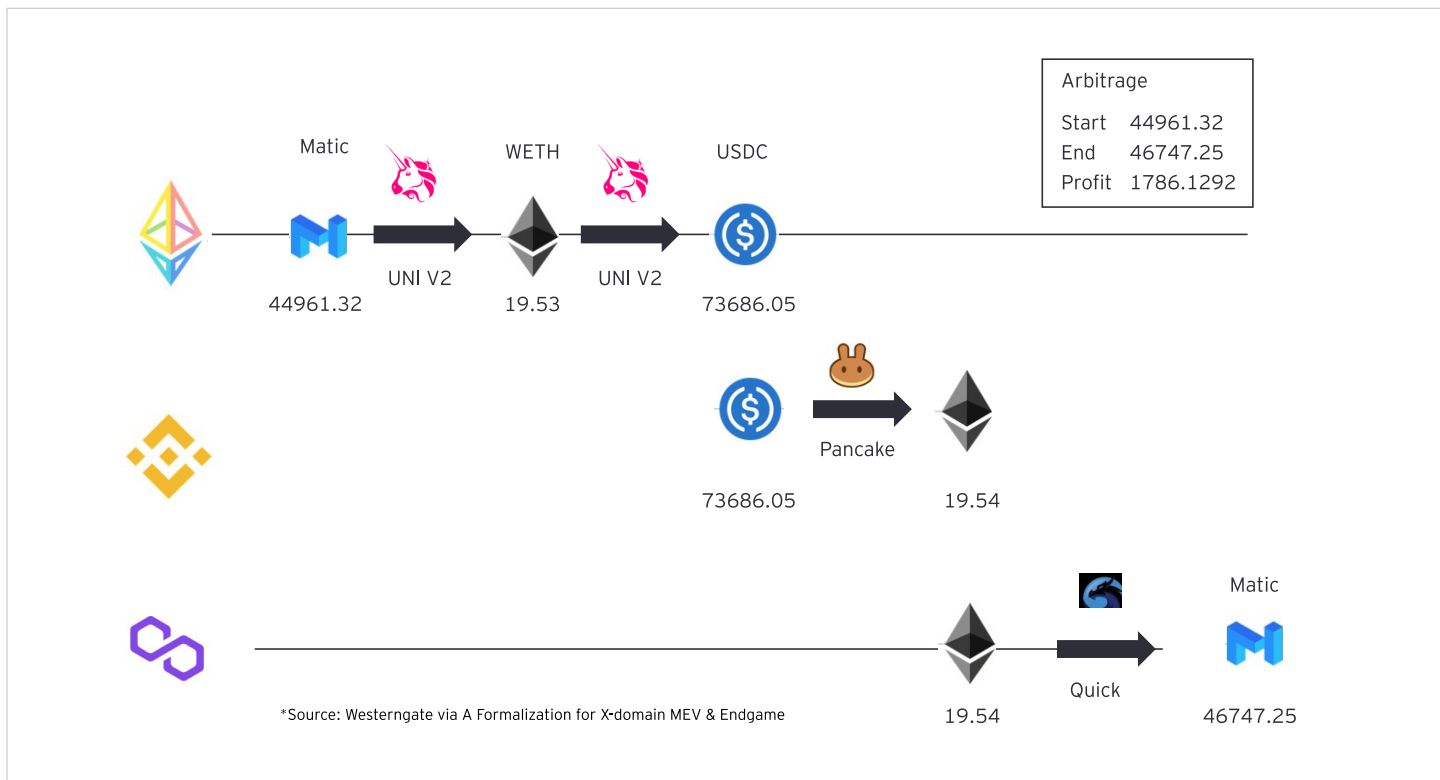 Arbitrage
Start 44961.32
End 46747.25
Profit 1786.1292
Matic WETH USDC
UNI V2 UNI V2
44961.32 19.53 73686.05
Pancake
73686.05 19.54
Matic
Quick
*Source: Westerngate via A Formalization for X-domain MEV & Endgame
19.54 46747.25